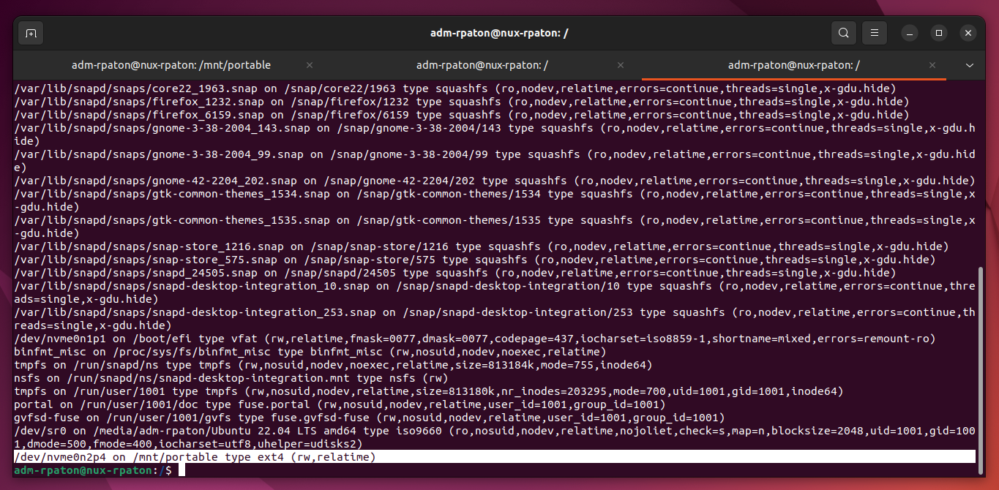 adm-rpaton@nux-rpaton: /
adm-rpaton@nux-rpaton: /mnt/portable
adm-rpaton@nux-rpaton: /
adm-rpaton@nux-rpaton: /
/var/lib/snapd/snaps/core22_1963.snap on /snap/core22/1963 type squashfs (ro,nodev,relatime,errors=continue,threads=single,x-gdu.hide)
/var/lib/snapd/snaps/firefox_1232.snap on /snap/firefox/1232 type squashfs (ro,nodev,relatime,errors=continue,threads=single,x-gdu.hide)
/var/lib/snapd/snaps/firefox_6159.snap on /snap/firefox/6159 type squashfs (ro,nodev,relatime,errors=continue,threads=single,x-gdu.hide)
/var/lib/snapd/snaps/gnome-3-38-2004_143.snap on /snap/gnome-3-38-2004/143 type squashfs (ro,nodev,relatime,errors=continue,threads=single,x-gdu.h
ide)
/var/lib/snapd/snaps/gnome-3-38-2004_99.snap on /snap/gnome-3-38-2004/99 type squashfs (ro,nodev,relatime,errors=continue,threads=single,x-gdu.hid
e)
/var/lib/snapd/snaps/gnome-42-2204_202.snap on /snap/gnome-42-2204/202 type squashfs (ro,nodev,relatime,errors=continue,threads=single,x-gdu.hide)
/var/lib/snapd/snaps/gtk-common-themes_1534.snap on /snap/gtk-common-themes/1534 type squashfs (ro,nodev,relatime,errors=continue,threads=single,x
-gdu.hide)
/var/lib/snapd/snaps/gtk-common-themes_1535.snap on /snap/gtk-common-themes/1535 type squashfs (ro,nodev,relatime,errors=continue,threads=single,x
-gdu.hide)
/var/lib/snapd/snaps/snap-store_1216.snap on /snap/snap-store/1216 type squashfs (ro,nodev,relatime,errors=continue,threads=single,x-gdu.hide)
/var/lib/snapd/snaps/snap-store_575.snap on /snap/snap-store/575 type squashfs (ro,nodev,relatime,errors=continue,threads=single,x-gdu.hide)
/var/lib/snapd/snaps/snapd_24505.snap on /snap/snapd/24505 type squashfs (ro,nodev,relatime,errors=continue,threads=single,x-gdu.hide)
/var/lib/snapd/snaps/snapd-desktop-integration_10.snap on /snap/snapd-desktop-integration/10 type squashfs (ro,nodev,relatime,errors=continue,thre
ads=single,x-gdu.hide)
/var/lib/snapd/snaps/snapd-desktop-integration_253.snap on /snap/snapd-desktop-integration/253 type squashfs (ro,nodev,relatime,errors=continue,th
reads=single,x-gdu.hide)
/dev/nvme0n1p1 on /boot/efi type vfat (rw,relatime,fmask=0077,dmask=0077,codepage=437,iocharset=iso8859-1,shortname=mixed,errors=remount-ro)
binfmt_misc on /proc/sys/fs/binfmt_misc type binfmt_misc (rw,nosuid,nodev,noexec,relatime)
tmpfs on /run/snapd/ns type tmpfs (rw,nosuid,nodev,noexec,relatime,size=813184k,mode=755,inode64)
nsfs on /run/snapd/ns/snapd-desktop-integration.mnt type nsfs (rw)
tmpfs on /run/user/1001 type tmpfs (rw,nosuid,nodev,relatime,size=813180k,nr_inodes=203295,mode=700,uid=1001,gid=1001,inode64)
portal on /run/user/1001/doc type fuse.portal (rw,nosuid,nodev,relatime,user_id=1001,group_id=1001)
gvfsd-fuse on /run/user/1001/gvfs type fuse.gvfsd-fuse (rw,nosuid,nodev,relatime,user_id=1001,group_id=1001)
/dev/sr0 on /media/adm-rpaton/Ubuntu 22.04 LTS amd64 type iso9660 (ro,nosuid,nodev,relatime,nojoliet,check=s,map=n,blocksize=2048,uid=1001,gid=100
1,dmode=500,fmode=400,iocharset=utf8,uhelper=udisks2)
/dev/nvme0n2p4 on /mnt/portable type ext4 (rw,relatime)
adm-rpaton@nux-rpaton:/$